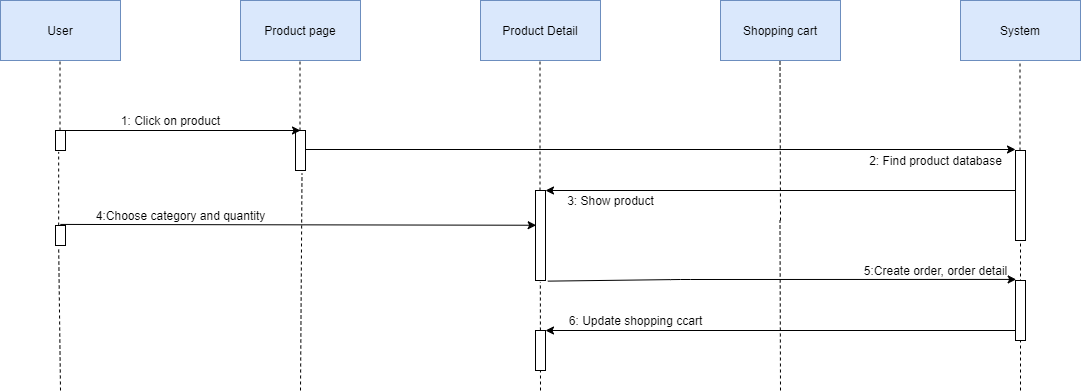 User
Product page
Product Detail
Shopping cart
System
1: Click on product
2: Find product database
3: Show product
4:Choose category and quantity
5:Create order, order detail
6: Update shopping ccart